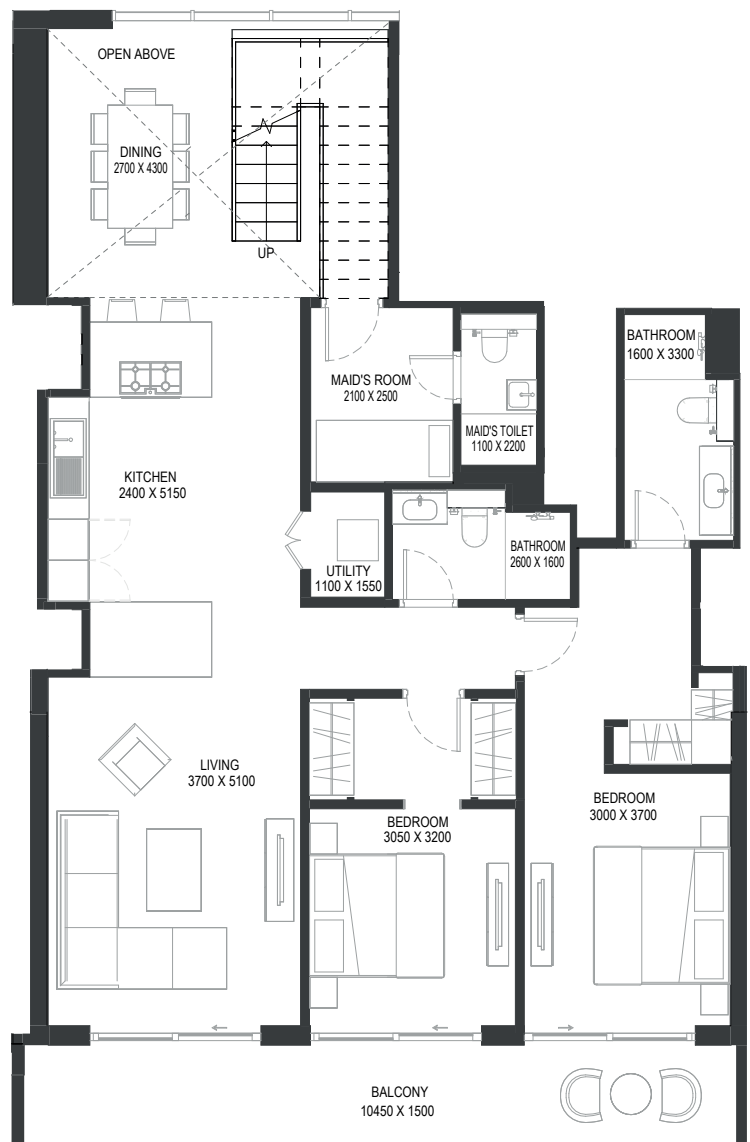 OPEN ABOVE
DINING
2700 X 4300
UP
BATHROOM
1600 X 3300
MAID'S ROOM
2100 X 2500
MAID'S TOILET
1100 X 2200
KITCHEN
2400 X 5150
BATHROOM
2600 X 1600
UTILITY
1100 X 1550
LIVING
3700 X 5100
BEDROOM
3050 X 3200
BEDROOM
3000 X 3700
BALCONY
10450 X 1500